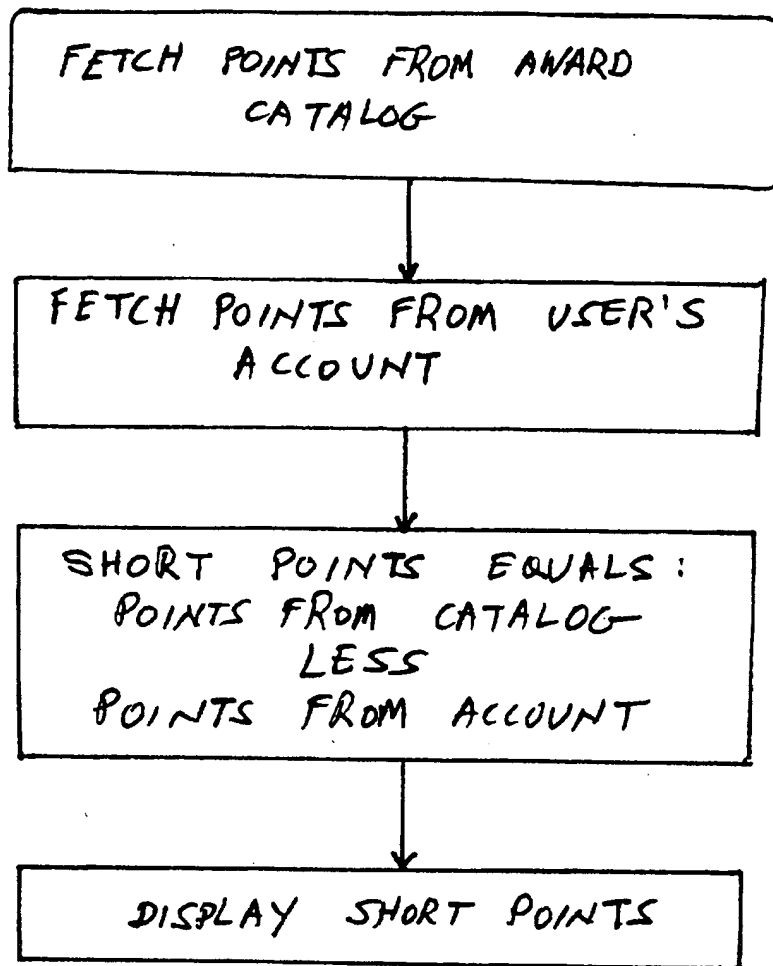 FETCH POINTS FROM AWARD
CATALOG
FETCH POINTS FROM USER'S
ACCOUNT
SHORT POINTS EQUALS:
POINTS FROM CATALOG
LESS
POINTS FROM ACCOUNT
DISPLAY SHORT POINTS